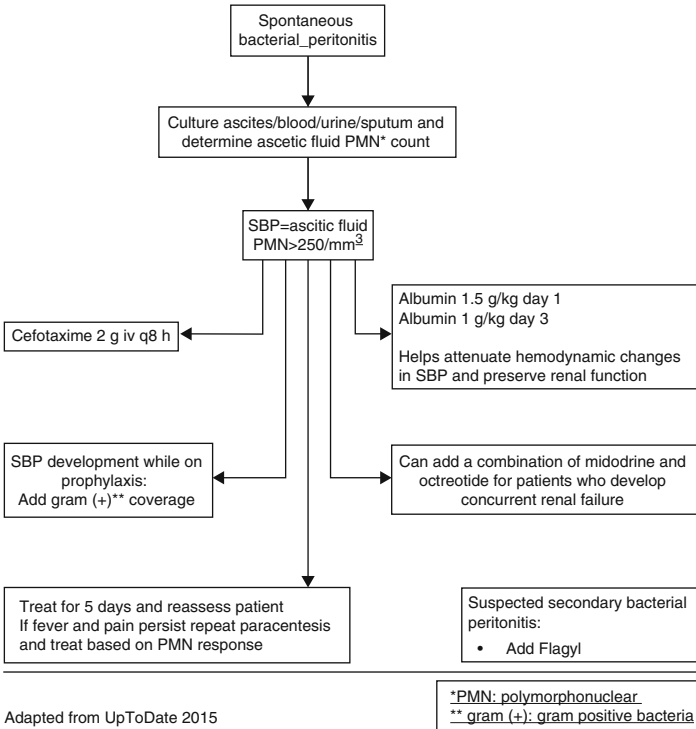 Spontaneous
bacterial_peritonitis
Culture ascites/blood/urine/sputum and
determine ascetic fluid PMN* count
SBP=ascitic fluid
PMN>250/mm3
Cefotaxime 2 g iv q8 h
Albumin 1.5 g/kg day 1
Albumin 1 g/kg day 3
Helps attenuate hemodynamic changes
in SBP and preserve renal function
SBP development while on
prophylaxis:
Add gram (+)** coverage
Can add a combination of midodrine and
octreotide for patients who develop
concurrent renal failure
Treat for 5 days and reassess patient
If fever and pain persist repeat paracentesis
and treat based on PMN response
Suspected secondary bacterial
peritonitis:
• Add Flagyl
Adapted from UpToDate 2015
*PMN: polymorphonuclear
** gram (+): gram positive bacteria